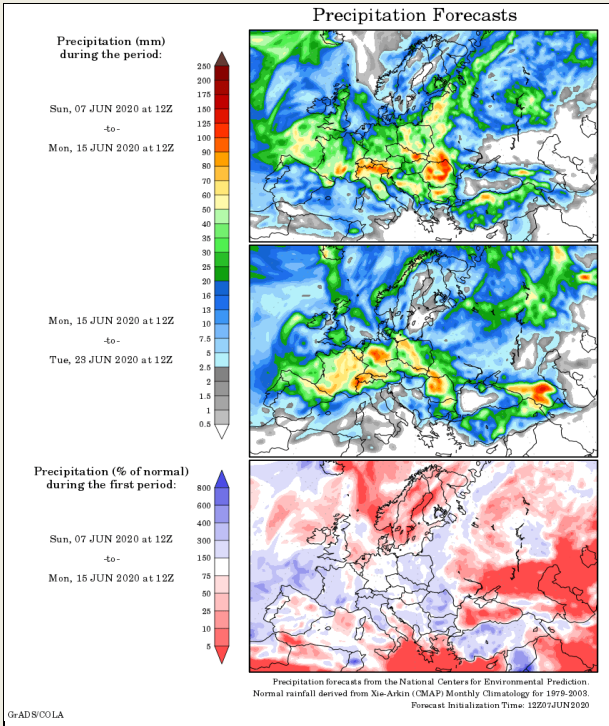 Precipitation Forecasts
Precipitation (mm)
during the period:
Sun, 07 JUN 2020 at 12Z
-to-
Mon, 15 JUN 2020 at 12Z
250
200
175
150
125
100
90
80
70
60
50
40
35
30
25
20
16
13
10
7.5
5
2.5
2
1.5
1
0.5
Mon, 15 JUN 2020 at 12Z
-to-
Tue, 23 JUN 2020 at 12Z
Precipitation (% of normal)
during the first period:
Sun, 07 JUN 2020 at 12Z
-to-
Mon, 15 JUN 2020 at 12Z
800
600
400
300
150
75
50
25
10
5
Precipitation forecasts from the National Centers for Environmental Prediction.
Normal rainfall derived from Xie-Arkin (CMAP) Monthly Climatology for 1979-2003.
Forecast Initialization Time: 12Z07JUN2020
GrADS/COLA